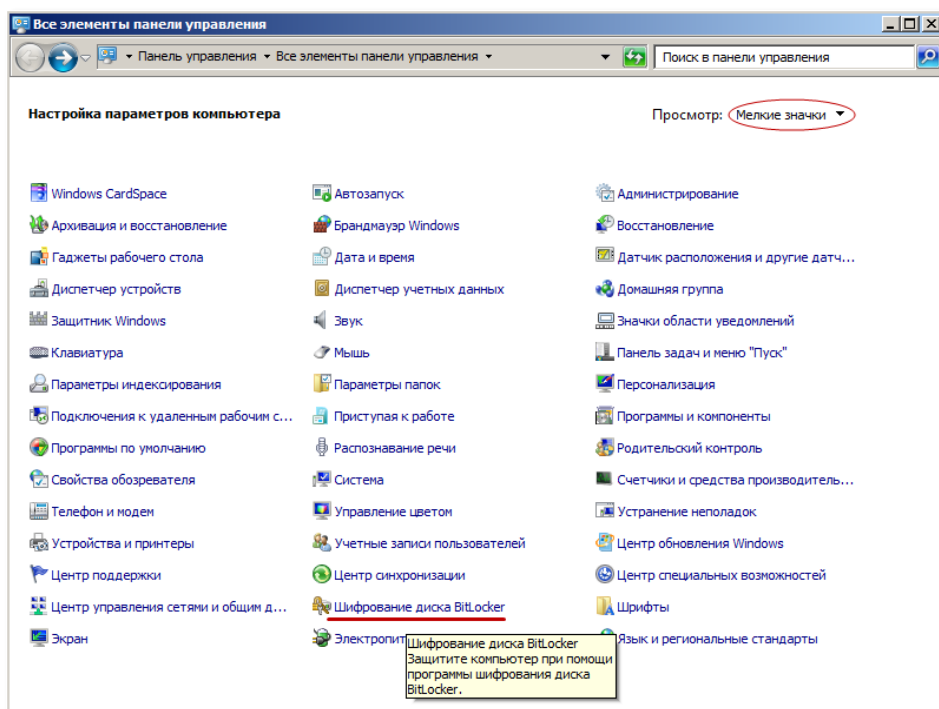 Все элементы панели управления
Панель управления Все элементы панели управления
Поиск в панели управления
Настройка параметров компьютера
Просмотр: Мелкие значки
Windows CardSpace
Автозапуск
Администрирование
Архивация и восстановление
Брандмауэр Windows
Восстановление
Гаджеты рабочего стола
Дата и время
Датчик расположения и другие датч...
Диспетчер устройств
Диспетчер учетных данных
Домашняя группа
Защитник Windows
Звук
Значки области уведомлений
Клавиатура
Мышь
Панель задач и меню "Пуск"
Параметры индексирования
Параметры папок
Персонализация
Подключения к удаленным рабочим с...
Приступая к работе
Программы и компоненты
Программы по умолчанию
Распознавание речи
Родительский контроль
Свойства обозревателя
Система
Счетчики и средства производитель...
Телефон и модем
Управление цветом
Устранение неполадок
Устройства и принтеры
Учетные записи пользователей
Центр обновления Windows
Центр поддержки
Центр синхронизации
Центр специальных возможностей
Центр управления сетями и общим д...
Шифрование диска BitLocker
Шрифты
Экран
Электропит
Язык и региональные стандарты
Шифрование диска BitLocker
Защитите компьютер при помощи
программы шифрования диска
BitLocker.